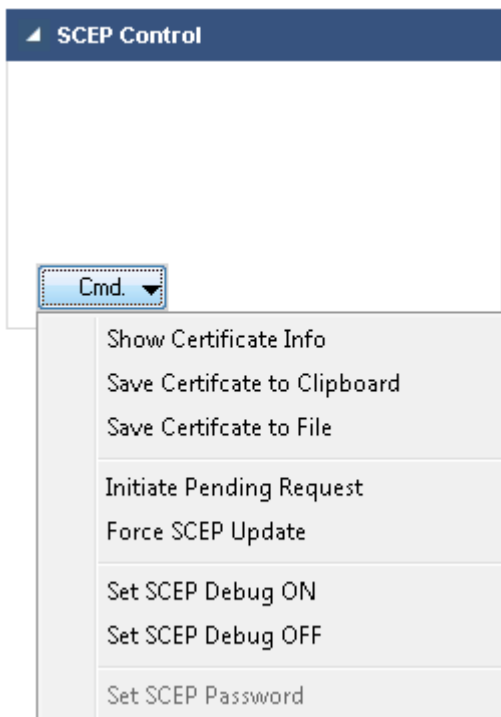 SCEP Control
Cmd.
Show Certificate Info
Save Certifcate to Clipboard
Save Certifcate to File
Initiate Pending Request
Force SCEP Update
Set SCEP Debug ON
Set SCEP Debug OFF
Set SCEP Password